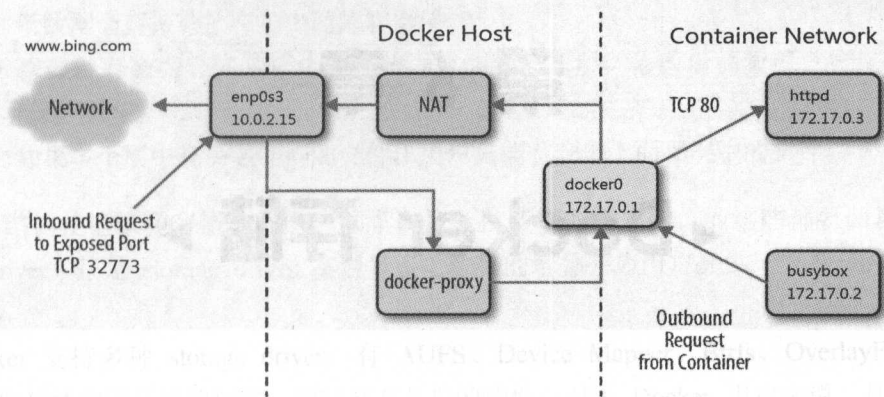 Docker Host
Container Network
www.bing.com
Network
enp0s3
10.0.2.15
NAT
TCP 80
httpd
172.17.0.3
docker0
172.17.0.1
Inbound Request
to Exposed Port
TCP 32773
docker-proxy
busybox
172.17.0.2
Outbound
Request
from Container